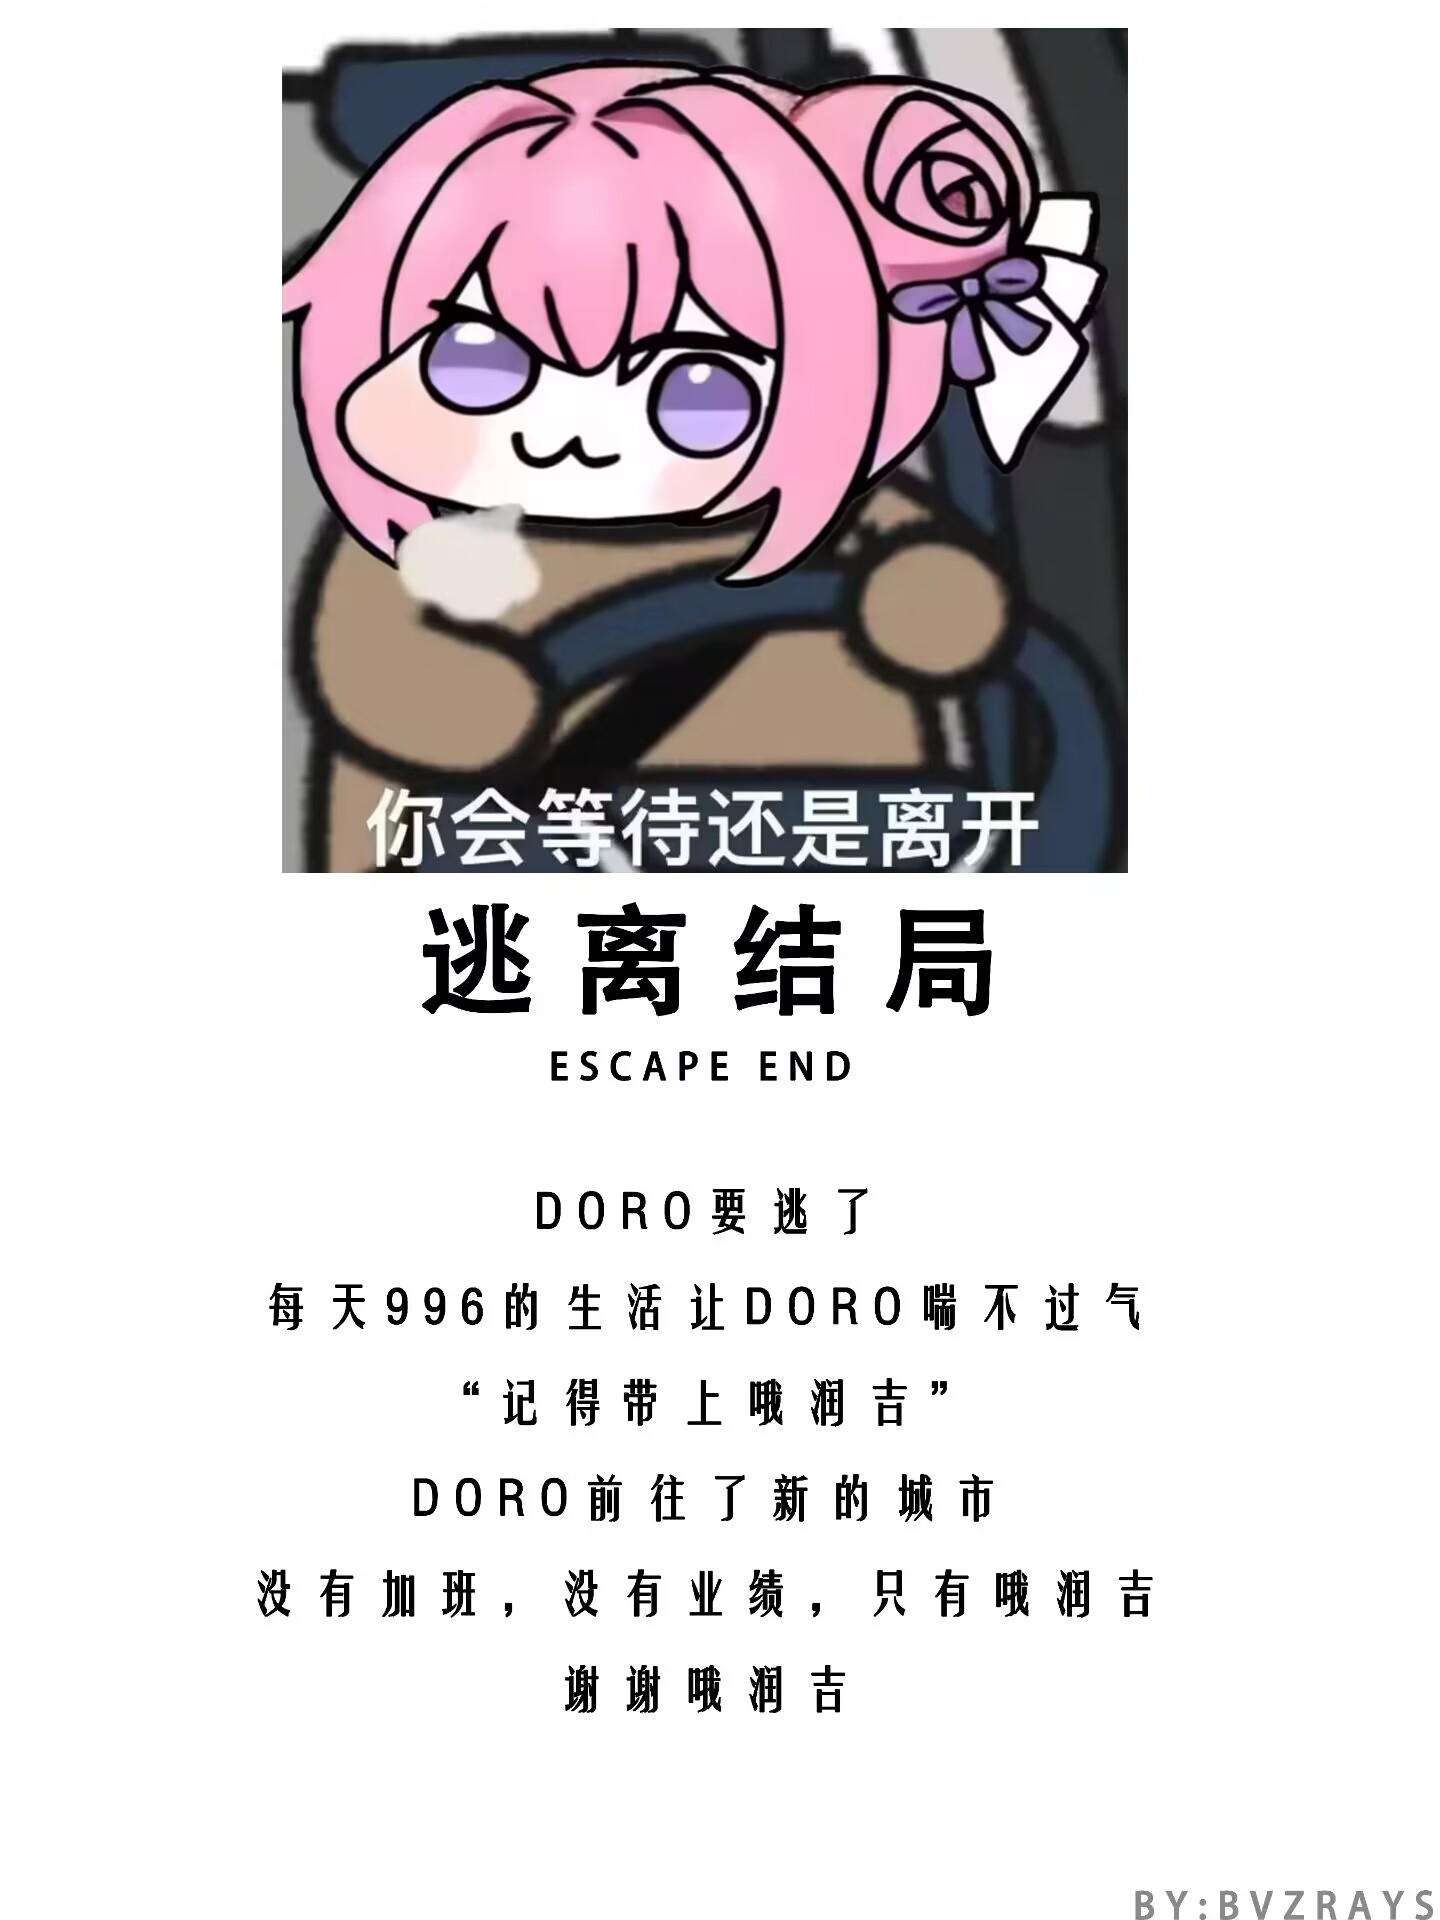 你会等待还是离开
逃离结局
ESCAPE END
DORO要逃了
每天996的生活让DORO喘不过气
“记得带上哦润吉”
DORO前往了新的城市
没有加班，没有业绩，只有哦润吉
谢谢哦润吉
BY:BVZRAYS